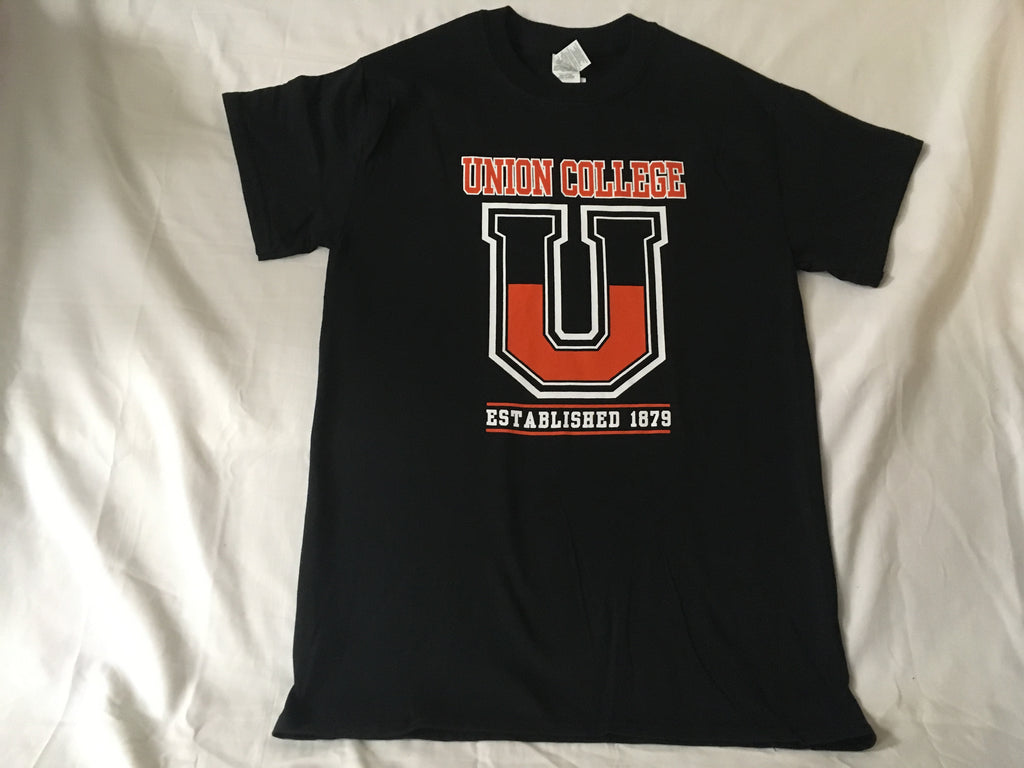 UNION COLLEGE
U
ESTABLISHED 1879